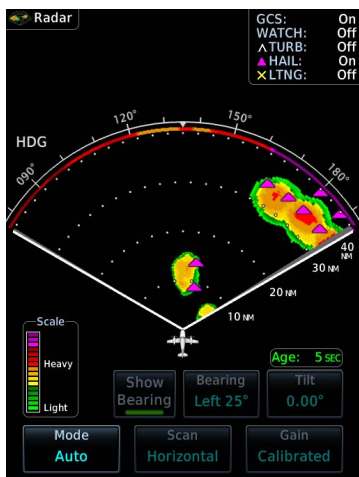 Radar
GCS: On
WATCH: Off
TURB: Off
HAIL: On
LTNG: Off
HDG
090°
120°
150°
180°
40
NM
30 NM
20 NM
10 NM
Scale
Heavy
Light
Age: 5 SEC
Show
Bearing
Bearing
Left 25°
Tilt
0.00°
Mode
Auto
Scan
Horizontal
Gain
Calibrated